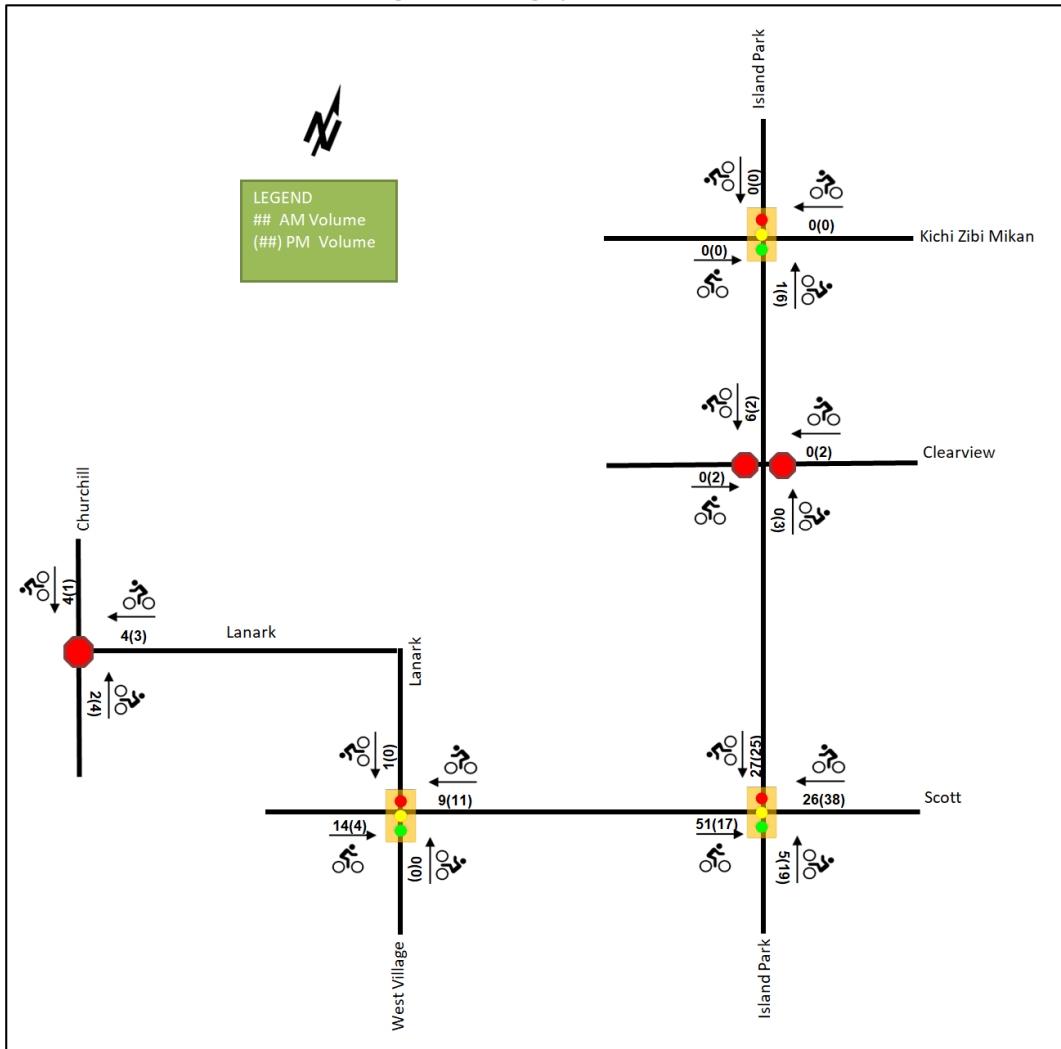 Island Park
0(0)
0(0)
Kichi Zibi Mikan
0(0)
1(6)
N
LEGEND
## AM Volume
(##) PM Volume
6(2)
0(2)
Clearview
0(2)
0(3)
Churchill
4(1)
4(3)
Lanark
2(4)
Lanark
1(0)
9(11)
14(4)
0(0)
West Village
27(25)
26(38)
Scott
51(17)
5(19)
Island Park